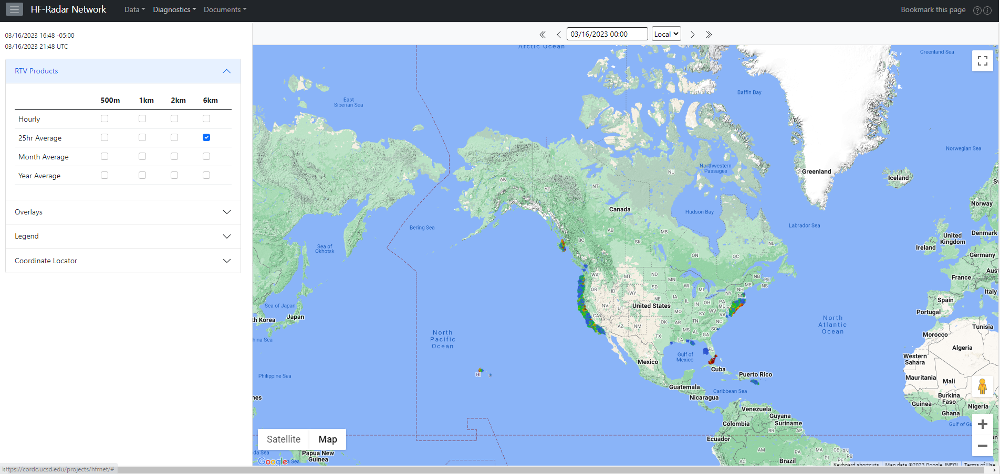 HF-Radar Network
Data
Diagnostics
Documents
Bookmark this page
03/16/2023 16:48 -05:00
03/16/2023 21:48 UTC
RTV Products
500m 1km 2km 6km
Hourly
25hr Average
Month Average
Year Average
Overlays
Legend
Coordinate Locator
03/16/2023 00:00
Local
Arctic Ocean
Greenland Sea
East
Siberian Sea
Baffin Bay
Norwegian Sea
Northwestern
Passages
NU
Greenland
Iceland
AK
YT
NT
Norway
Canada
Hudson Bay
Labrador Sea
Bering Sea
Sea of
Okhotsk
AB
MB
BC
SK
NL
ON
QC
United
Kingdom
Ireland
Denmark
Germany
France
Aust
Italy
Spain
Portugal
WA
MT
ND
MN
NB
PE
ME
NS
OR
ID
SD
WI
MI
NY
NH
WY
NE
IA
IL
IN
OH
PA
MD
NV
UT
United States
CA
MO
KY
WV
VA
AZ
NM
OK
AR
TN
NC
MS
AL
SC
TX
LA
GA
FL
Sea of Japan
th Korea
Japan
hina Sea
North
Pacific
Ocean
North
Atlantic
Ocean
Tunisia
Morocco
Algeria
Western
Sahara
Mauritania
Mali
Burkina
Faso
Guinea
Nigeria
Ghana
Gulf of Gu
Gulf of
Mexico
Mexico
Cuba
Puerto Rico
Guatemala
Caribbean Sea
Nicaragua
HI
Philippine Sea
nes
Venezuela
Guyana
Suriname
Colombia
RR
AP
Ecuador
AM
PA
MA
CE
RN
PB
PI
AC
TO
Brazil
Papua New
Guinea
da Sea
a Sea
Satellite
Map
Google
Keyboard shortcuts
Map data ©2023 Google, INEGI
Terms of Use
https://cordc.ucsd.edu/projects/hfrnet/#